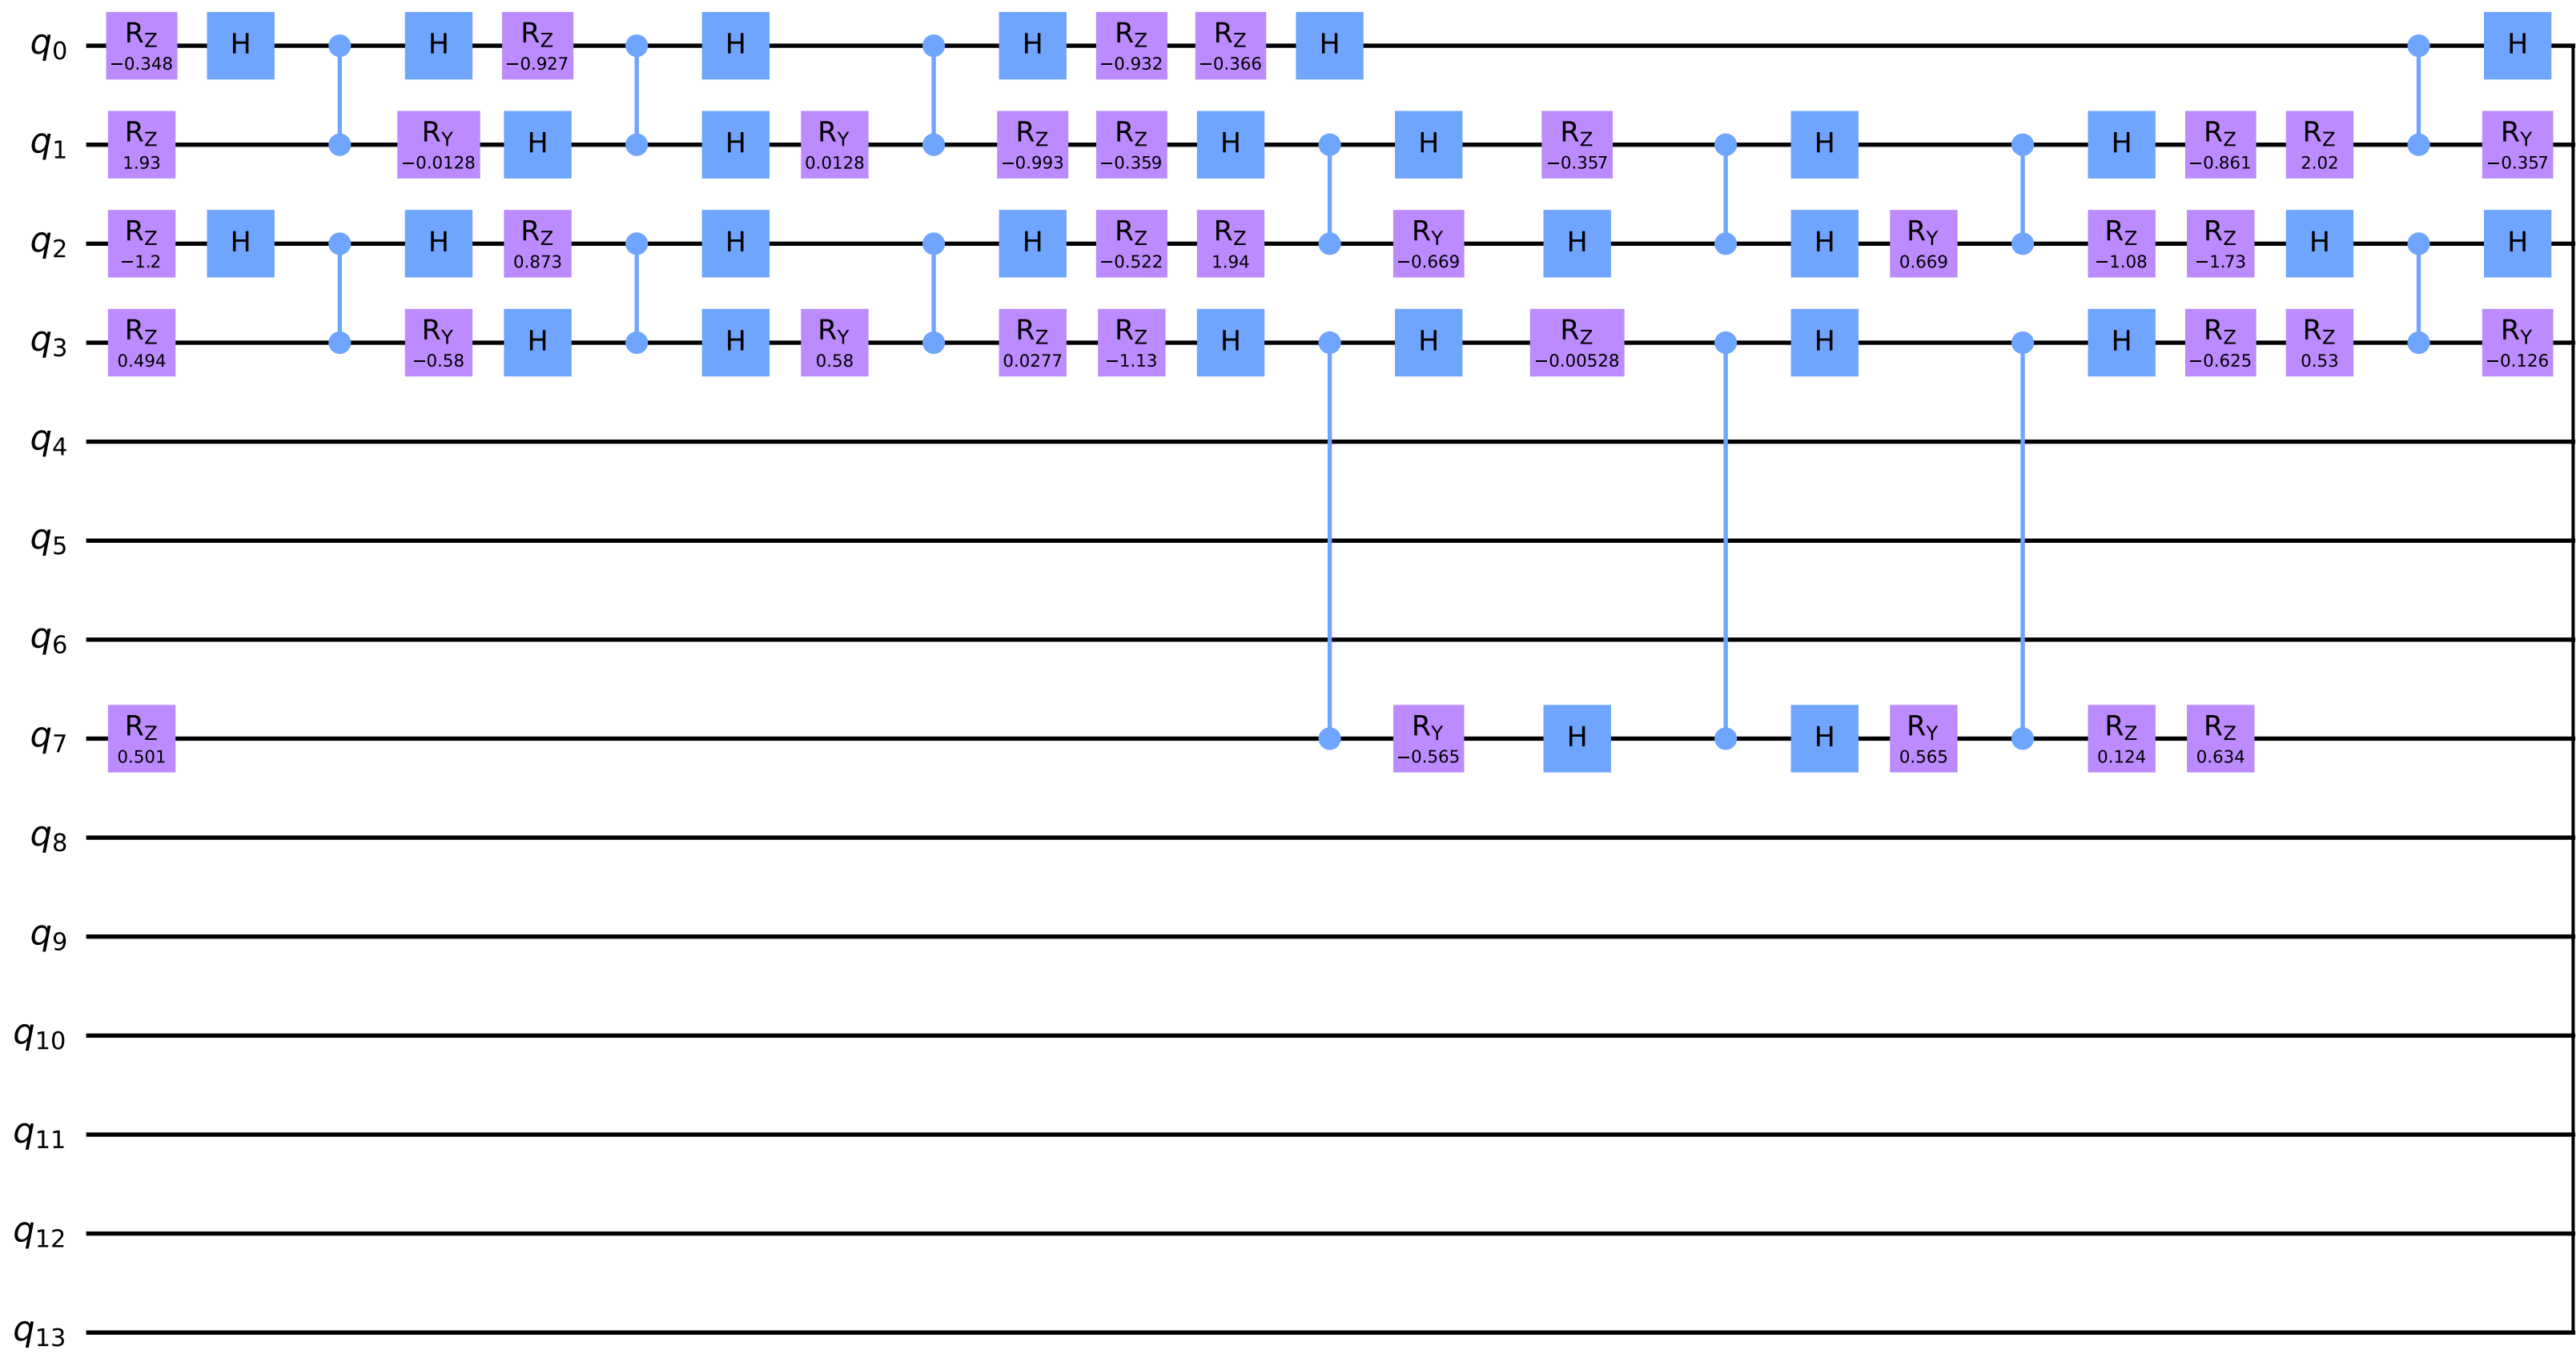 q0 RZ −0.348 H H RZ −0.927 H H RZ −0.932 RZ −0.366 H H
q1 RZ 1.93 RY −0.0128 H H RY 0.0128 RZ −0.993 RZ −0.359 H H RZ −0.357 H H RZ −0.861 RZ 2.02 RY −0.357
q2 RZ −1.2 H H RZ 0.873 H H RZ −0.522 RZ 1.94 RY −0.669 H H RY 0.669 RZ −1.08 RZ −1.73 H H
q3 RZ 0.494 RY −0.58 H H RY 0.58 RZ 0.0277 RZ −1.13 H H RZ −0.00528 H H RZ −0.625 RZ 0.53 RY −0.126
q4
q5
q6
q7 RZ 0.501 RY −0.565 H H RY 0.565 RZ 0.124 RZ 0.634
q8
q9
q10
q11
q12
q13